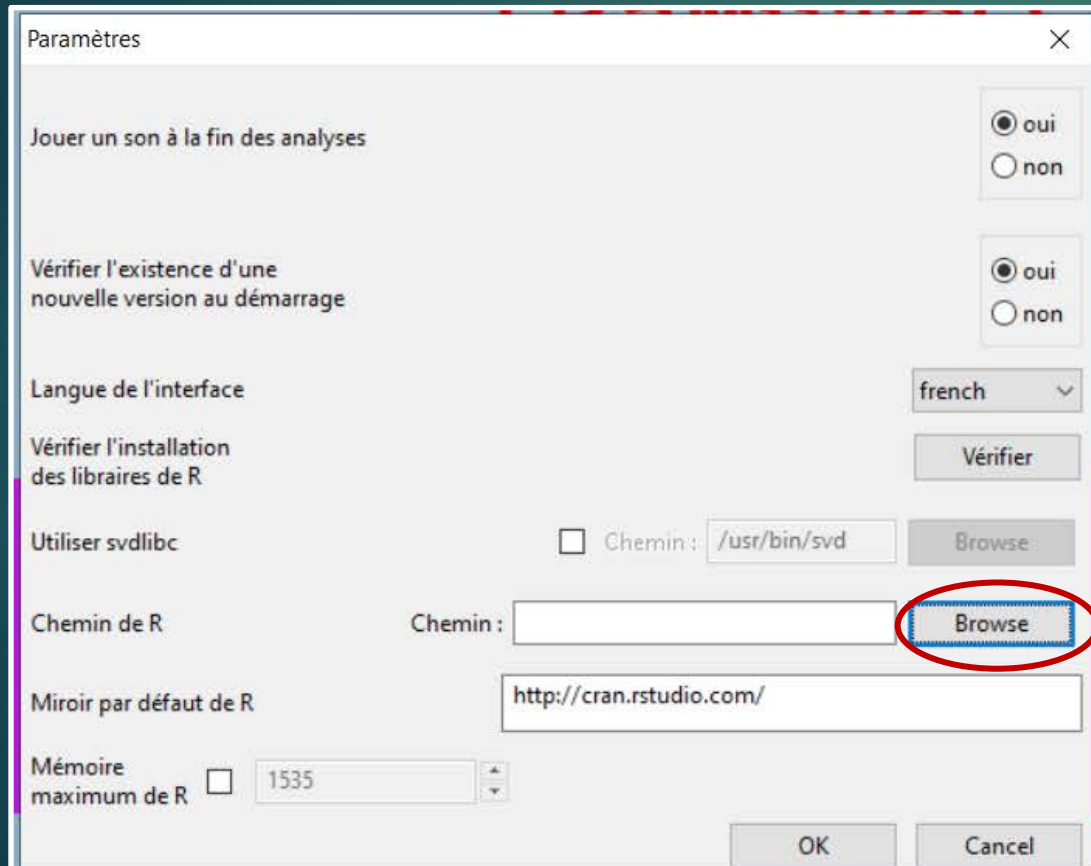 Paramètres
Jouer un son à la fin des analyses
oui
non
Vérifier l'existence d'une
nouvelle version au démarrage
oui
non
Langue de l'interface
french
Vérifier l'installation
des libraires de R
Vérifier
Utiliser svdlibc
Chemin : /usr/bin/svd
Browse
Chemin de R
Chemin :
Browse
Miroir par défaut de R
http://cran.rstudio.com/
Mémoire
maximum de R
1535
OK
Cancel